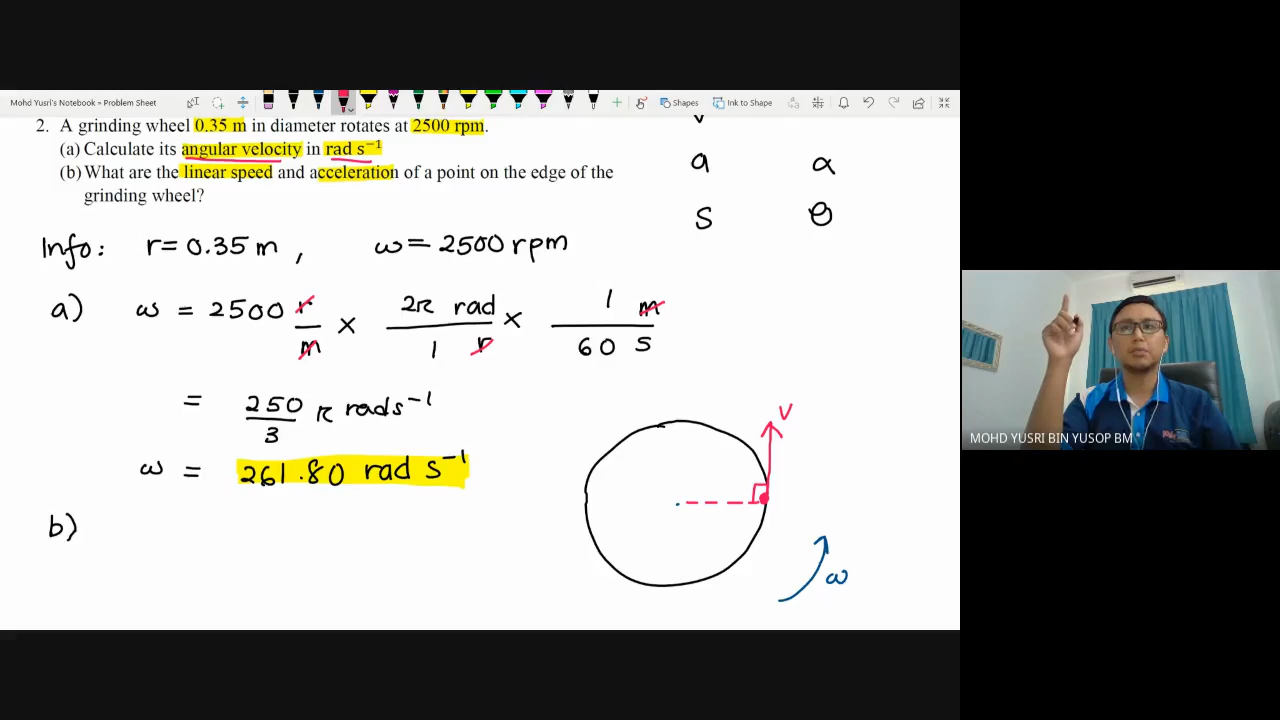 Mohd Yusri's Notebook » Problem Sheet
Shapes
Ink to Shape
2. A grinding wheel 0.35 m in diameter rotates at 2500 rpm.
(a) Calculate its angular velocity in rad s⁻¹
(b) What are the linear speed and acceleration of a point on the edge of the
grinding wheel?
v
a α
s θ
Info: r = 0.35 m, ω = 2500 rpm
a) ω = 2500 r/m × 2π rad / 1 r × 1 m / 60 s
= 250/3 π rad s⁻¹
ω = 261.80 rad s⁻¹
b)
v
ω
MOHD YUSRI BIN YUSOP BM